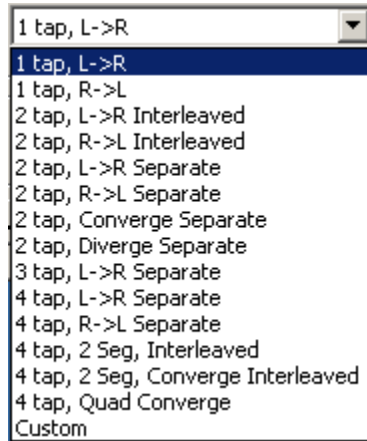 1 tap, L->R
1 tap, L->R
1 tap, R->L
2 tap, L->R Interleaved
2 tap, R->L Interleaved
2 tap, L->R Separate
2 tap, R->L Separate
2 tap, Converge Separate
2 tap, Diverge Separate
3 tap, L->R Separate
4 tap, L->R Separate
4 tap, R->L Separate
4 tap, 2 Seg, Interleaved
4 tap, 2 Seg, Converge Interleaved
4 tap, Quad Converge
Custom